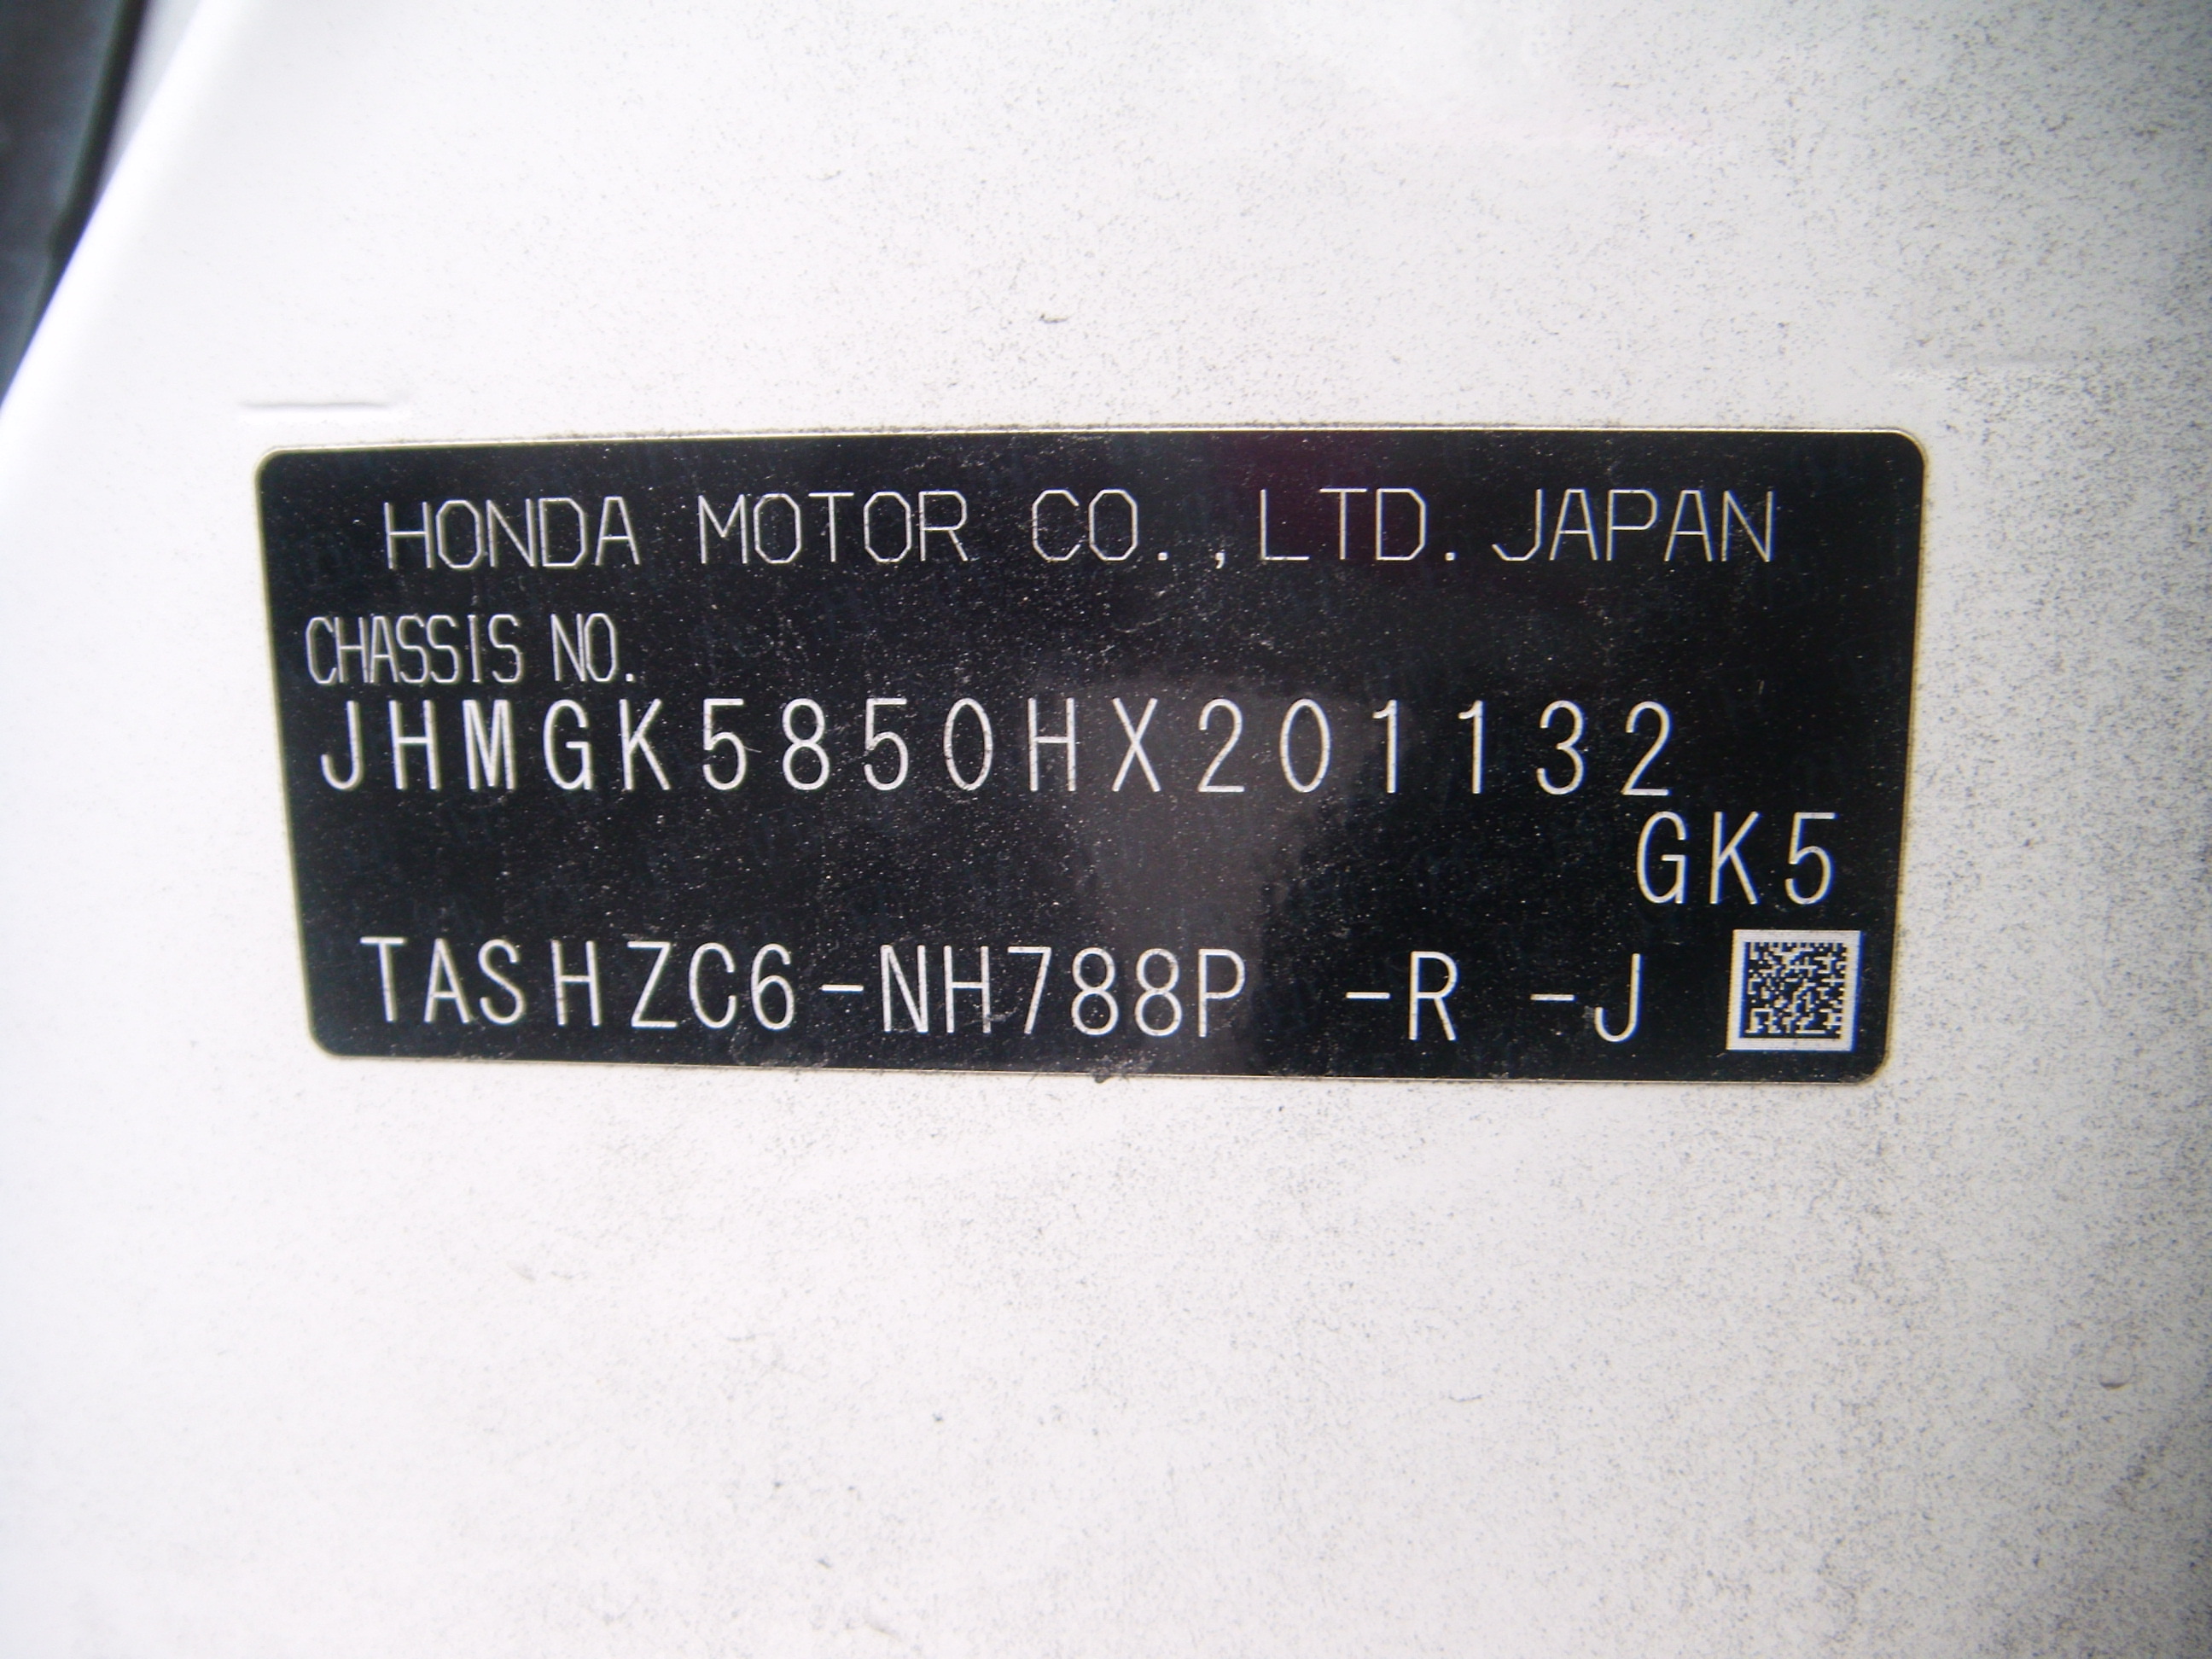 HONDA MOTOR CO.,LTD.JAPAN
CHASSIS NO.
JHMGK5850HX201132
GK5
TASHZC6-NH788P -R -J